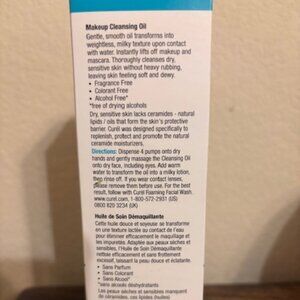 Makeup Cleansing Oil
Gentle, smooth oil transforms into
weightless, milky texture upon contact
with water. Instantly lifts off makeup and
mascara. Thoroughly cleanses dry,
sensitive skin without heavy rubbing,
leaving skin feeling soft and dewy.
• Fragrance Free
• Colorant Free
• Alcohol Free*
*free of drying alcohols
Dry, sensitive skin lacks ceramides - natural
lipids / oils that form the skin's protective
barrier. Curél was designed specifically to
replenish, protect and promote the natural
ceramide moisturizers.
Directions: Dispense 4 pumps onto dry
hands and gently massage the Cleansing Oil
onto dry face, including eyes. Add warm
water to transform the oil into a milky lotion,
then rinse off. If you wear contact lenses,
please remove them before use. For the best
result, follow with Curél Foaming Facial Wash.
www.curel.com, 1-800-572-2931 (US)
0800 820 3234 (UK)
Huile de Soin Démaquillante
Cette huile douce et soyeuse se transforme
en une texture lactée au contact de l'eau
pour éliminer efficacement le maquillage et
les impuretés. Adaptée aux peaux sèches et
sensibles, l'huile de soin démaquillante
nettoie efficacement et sans frottement
excessif, laissant la peau douce et éclatante.
• Sans Parfum
• Sans Colorant
• Sans Alcool*
*sans alcools déshydratants
Les peaux sèches et sensibles manquent
de céramides, ces lipides (huiles)